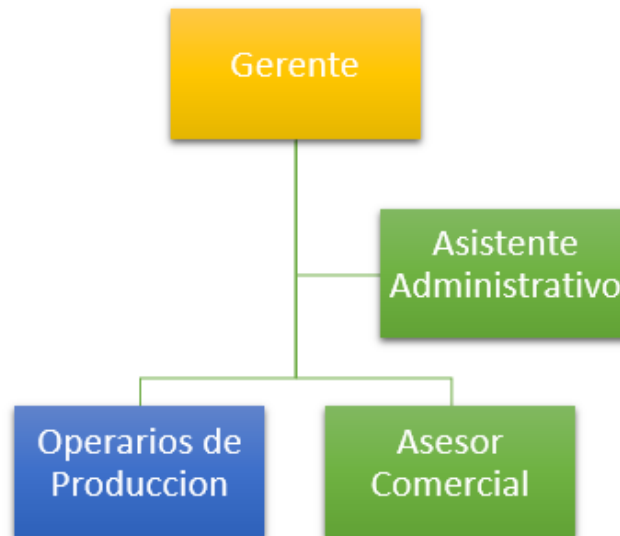 Gerente
Asistente
Administrativo
Operarios de
Produccion
Asesor
Comercial